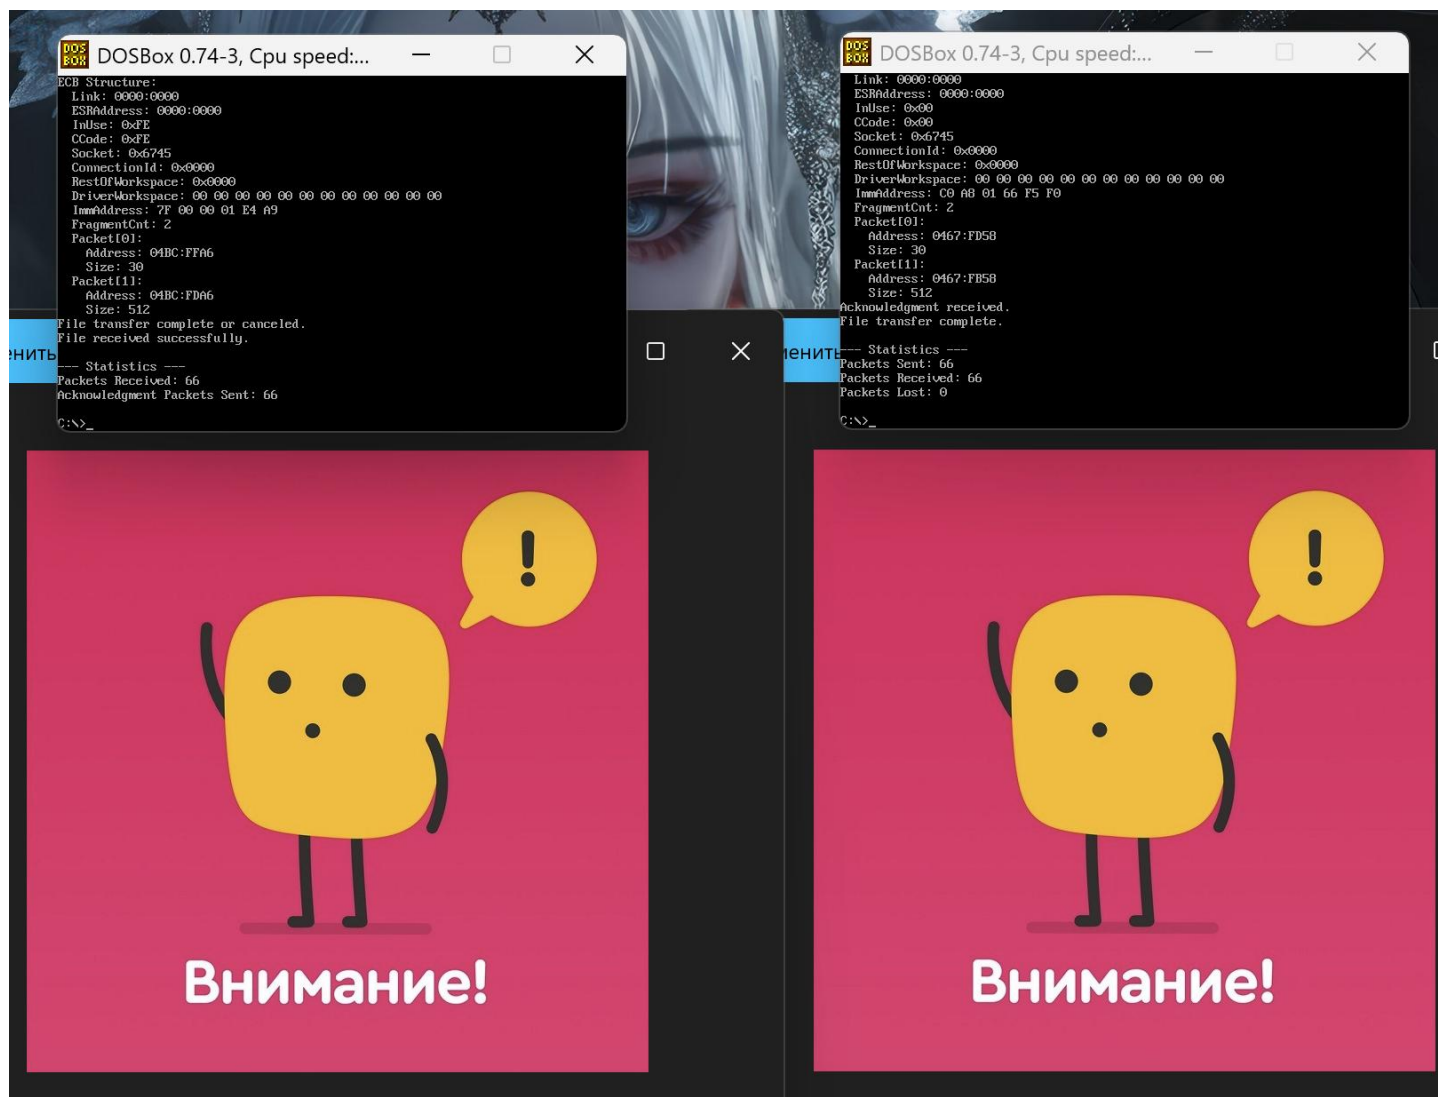 DOSBox 0.74-3, Cpu speed:...
ECB Structure:
Link: 0000:0000
ESRAddress: 0000:0000
InUse: 0xFE
CCode: 0xFE
Socket: 0x6745
ConnectionId: 0x0000
RestOfWorkspace: 0x0000
DriverWorkspace: 00 00 00 00 00 00 00 00 00 00 00 00
ImmAddress: 7F 00 00 01 E4 A9
FragmentCnt: 2
Packet[0]:
Address: 04BC:FFA6
Size: 30
Packet[1]:
Address: 04BC:FDA6
Size: 512
File transfer complete or canceled.
File received successfully.
--- Statistics ---
Packets Received: 66
Acknowledgment Packets Sent: 66
C:\>_
DOSBox 0.74-3, Cpu speed:...
Link: 0000:0000
ESRAddress: 0000:0000
InUse: 0x00
CCode: 0x00
Socket: 0x6745
ConnectionId: 0x0000
RestOfWorkspace: 0x0000
DriverWorkspace: 00 00 00 00 00 00 00 00 00 00 00 00
ImmAddress: C0 A8 01 66 F5 F0
FragmentCnt: 2
Packet[0]:
Address: 0467:FD58
Size: 30
Packet[1]:
Address: 0467:FB58
Size: 512
Acknowledgment received.
File transfer complete.
--- Statistics ---
Packets Sent: 66
Packets Received: 66
Packets Lost: 0
C:\>_
енить
менить
!
Внимание!
!
Внимание!